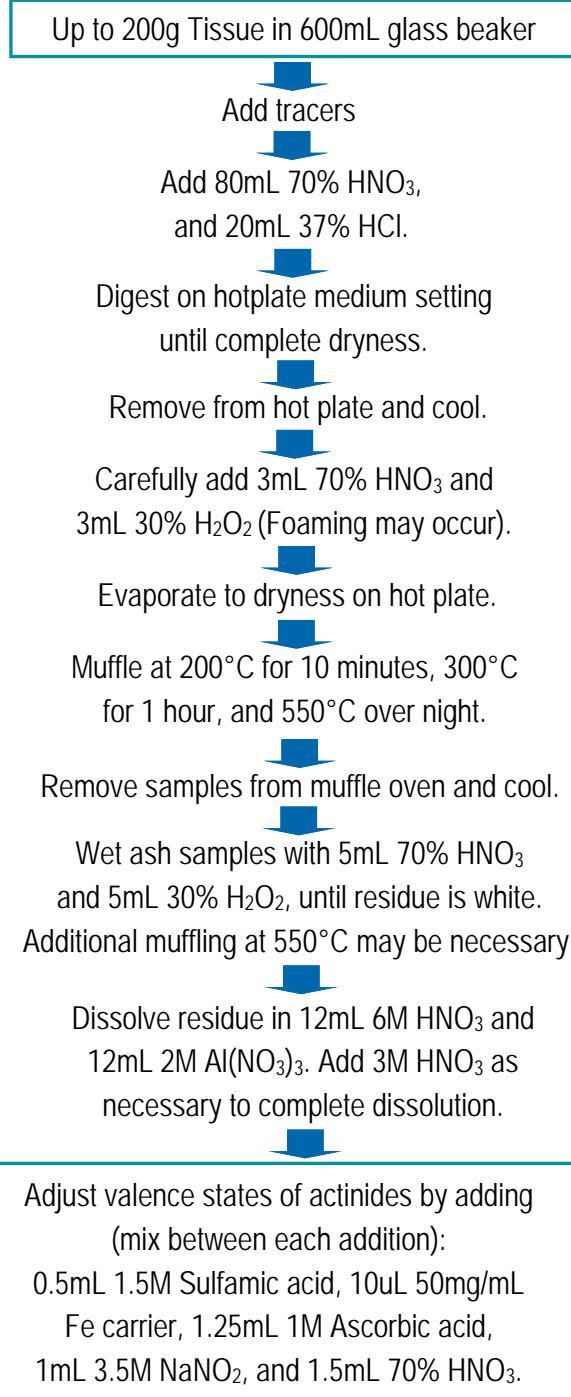 Up to 200g Tissue in 600mL glass beaker
Add tracers
Add 80mL 70% HNO₃,
and 20mL 37% HCl.
Digest on hotplate medium setting
until complete dryness.
Remove from hot plate and cool.
Carefully add 3mL 70% HNO₃ and
3mL 30% H₂O₂ (Foaming may occur).
Evaporate to dryness on hot plate.
Muffle at 200°C for 10 minutes, 300°C
for 1 hour, and 550°C over night.
Remove samples from muffle oven and cool.
Wet ash samples with 5mL 70% HNO₃
and 5mL 30% H₂O₂, until residue is white.
Additional muffling at 550°C may be necessary
Dissolve residue in 12mL 6M HNO₃ and
12mL 2M Al(NO₃)₃. Add 3M HNO₃ as
necessary to complete dissolution.
Adjust valence states of actinides by adding
(mix between each addition):
0.5mL 1.5M Sulfamic acid, 10uL 50mg/mL
Fe carrier, 1.25mL 1M Ascorbic acid,
1mL 3.5M NaNO₂, and 1.5mL 70% HNO₃.